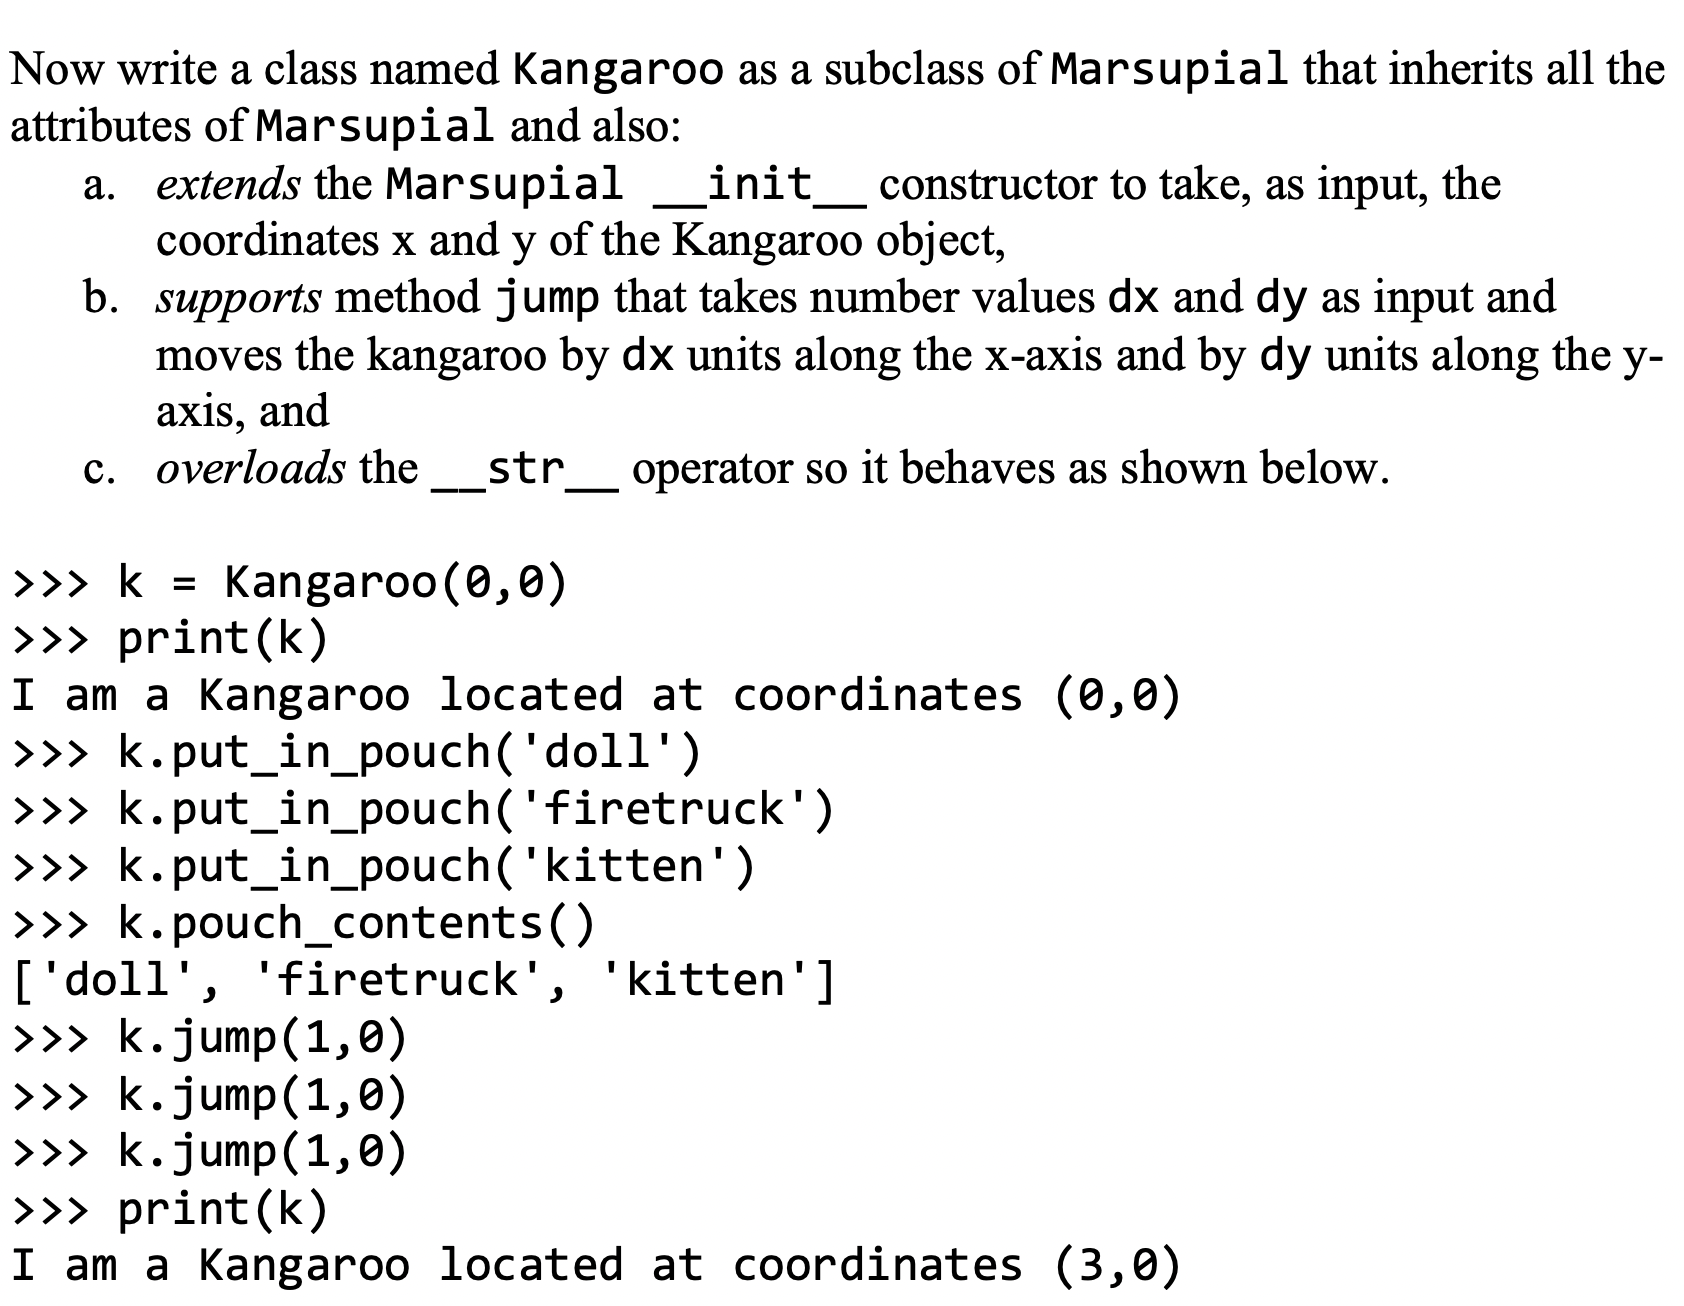 Now write a class named Kangaroo as a subclass of Marsupial that inherits all the
attributes of Marsupial and also:
a. extends the Marsupial __init__ constructor to take, as input, the
coordinates x and y of the Kangaroo object,
b. supports method jump that takes number values dx and dy as input and
moves the kangaroo by dx units along the x-axis and by dy units along the y-
axis, and
c. overloads the __str__ operator so it behaves as shown below.
>>> k = Kangaroo(0,0)
>>> print(k)
I am a Kangaroo located at coordinates (0,0)
>>> k.put_in_pouch('doll')
>>> k.put_in_pouch('firetruck')
>>> k.put_in_pouch('kitten')
>>> k.pouch_contents()
['doll', 'firetruck', 'kitten']
>>> k.jump(1,0)
>>> k.jump(1,0)
>>> k.jump(1,0)
>>> print(k)
I am a Kangaroo located at coordinates (3,0)